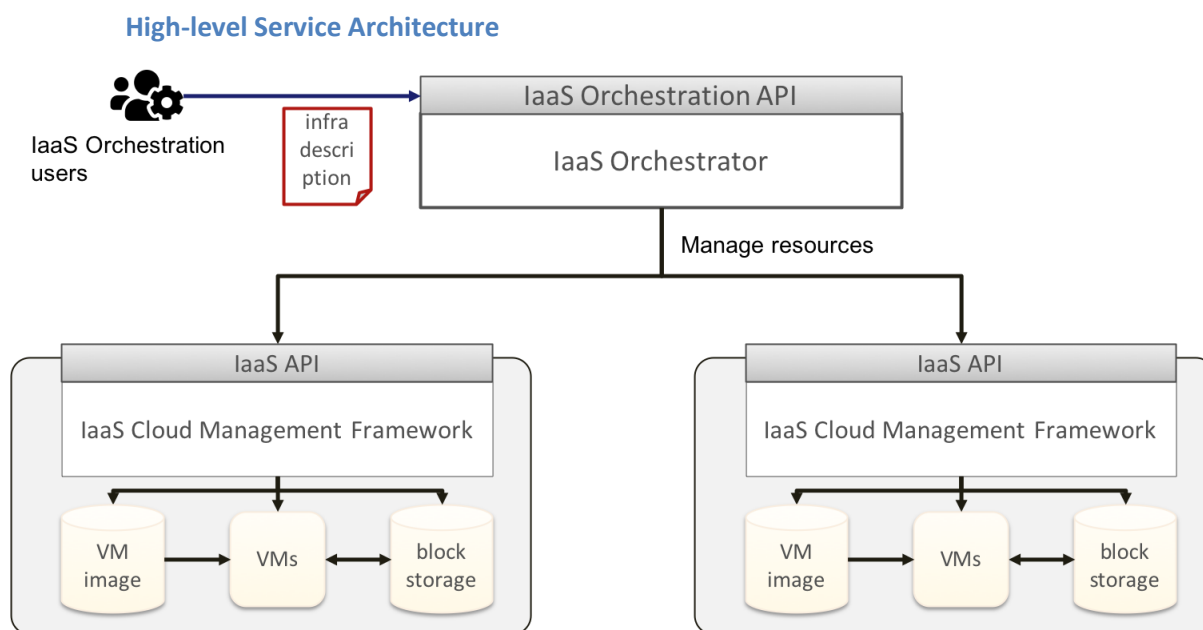 High-level Service Architecture
IaaS Orchestration API
infra
descri
ption
IaaS Orchestration
users
IaaS Orchestrator
Manage resources
IaaS API
IaaS Cloud Management Framework
VM
image
VMs
block
storage
IaaS API
IaaS Cloud Management Framework
VM
image
VMs
block
storage